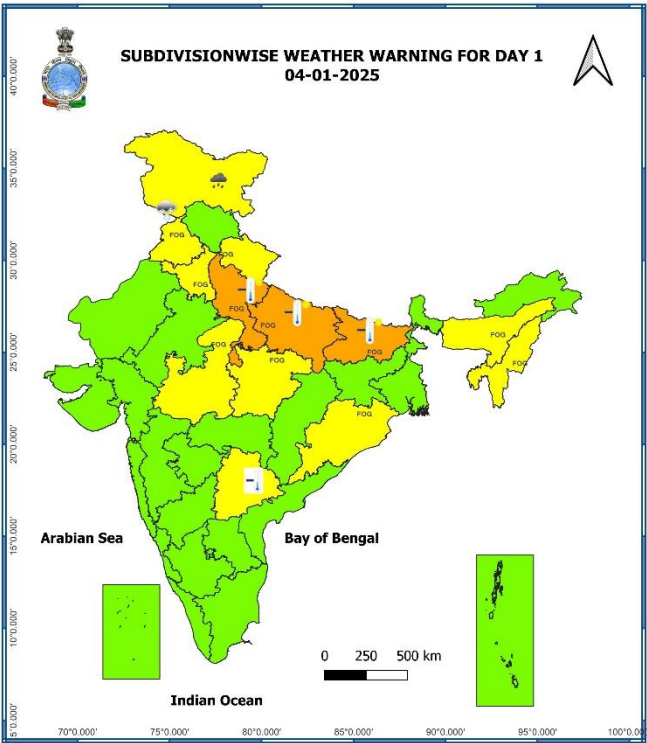 SUBDIVISIONWISE WEATHER WARNING FOR DAY 1
04-01-2025
40°0.000'
35°0.000'
30°0.000'
25°0.000'
20°0.000'
15°0.000'
10°0.000'
5°0.000'
FOG
FOG
FOG
FOG
FOG
FOG
FOG
FOG
FOG
FOG
FOG
Arabian Sea
Bay of Bengal
0 250 500 km
Indian Ocean
70°0.000' 75°0.000' 80°0.000' 85°0.000' 90°0.000' 95°0.000' 100°0.000'